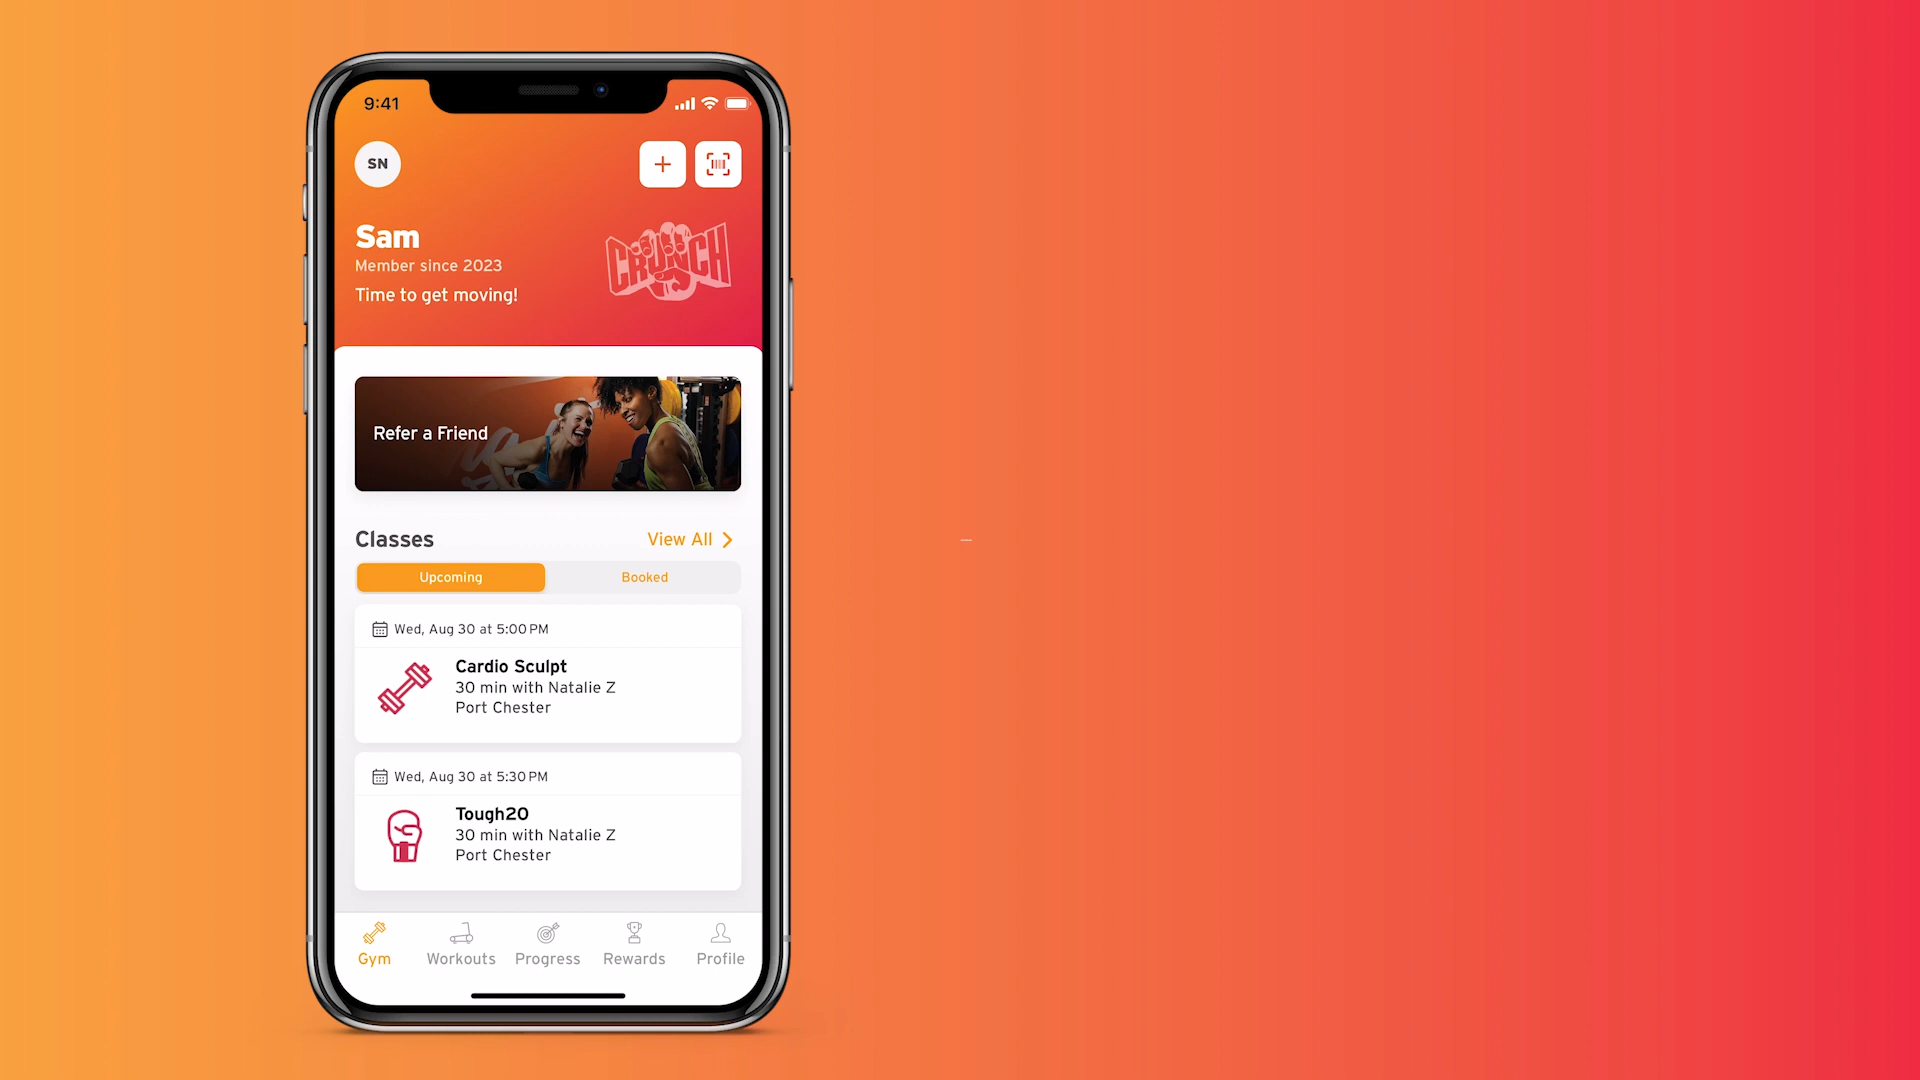 9:41
SN
Sam
Member since 2023
Time to get moving!
CRUNCH
Refer a Friend
Classes
View All
Upcoming
Booked
Wed, Aug 30 at 5:00 PM
Cardio Sculpt
30 min with Natalie Z
Port Chester
Wed, Aug 30 at 5:30 PM
Tough20
30 min with Natalie Z
Port Chester
Gym
Workouts
Progress
Rewards
Profile